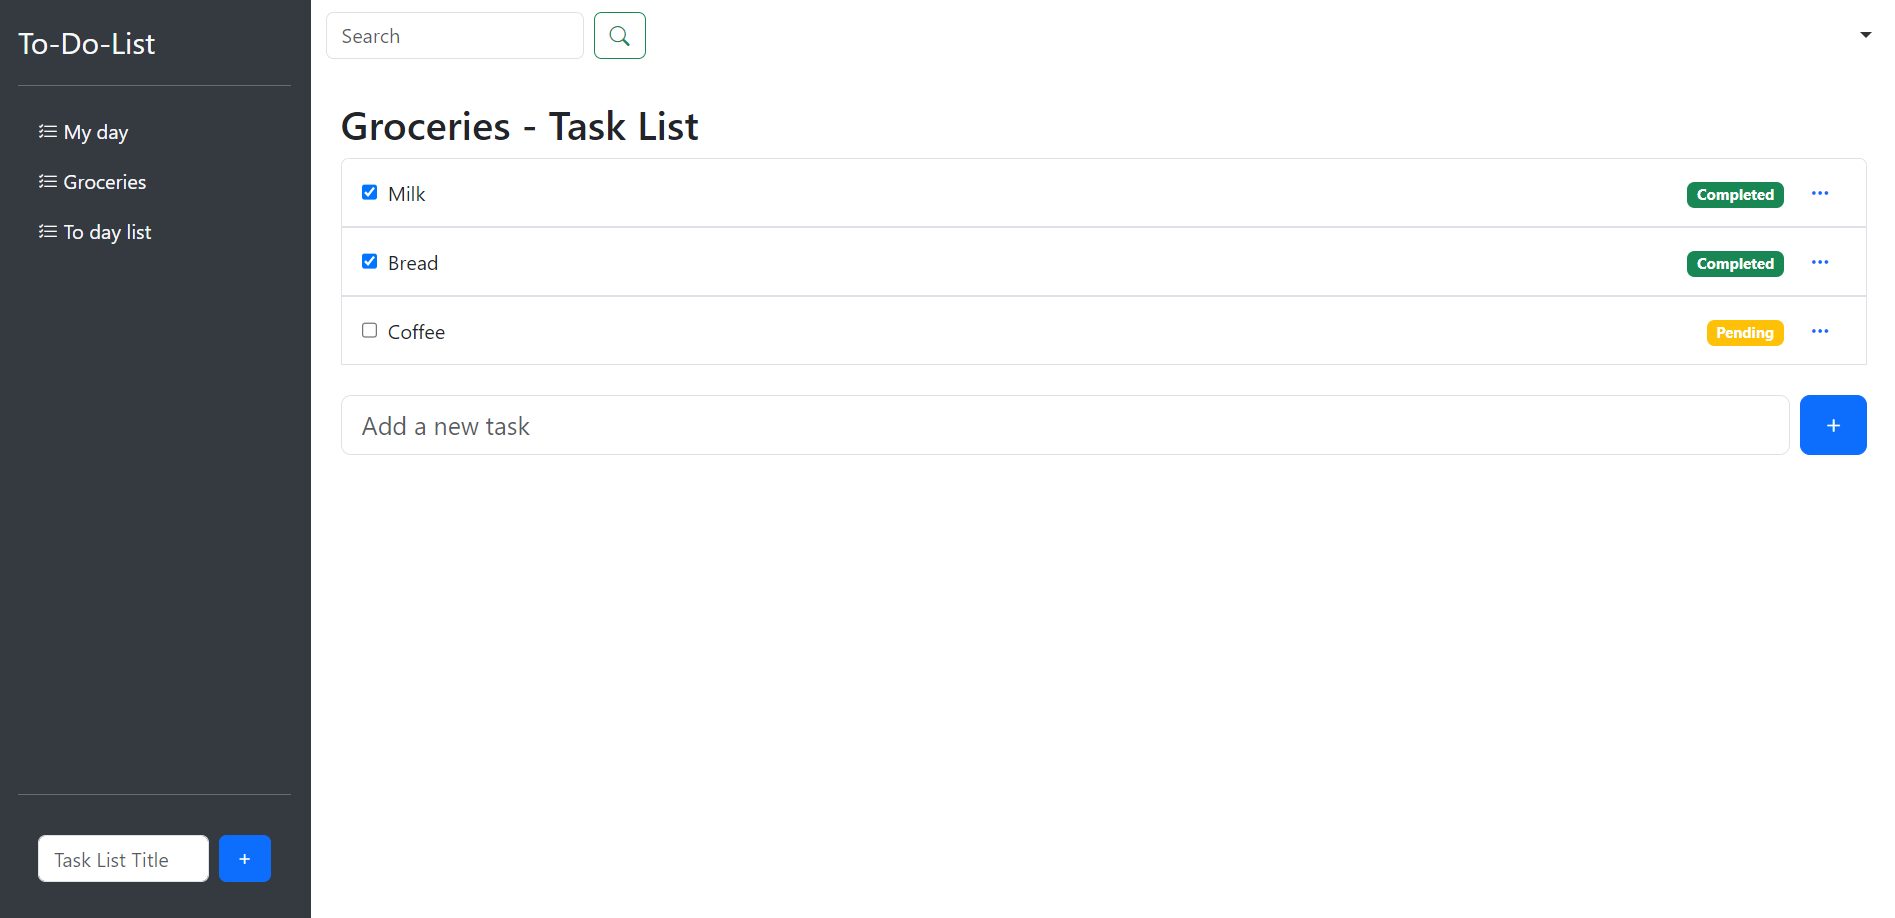 To-Do-List
My day
Groceries
To day list
Task List Title
+
Search
Groceries - Task List
Milk Completed ...
Bread Completed ...
Coffee Pending ...
Add a new task +